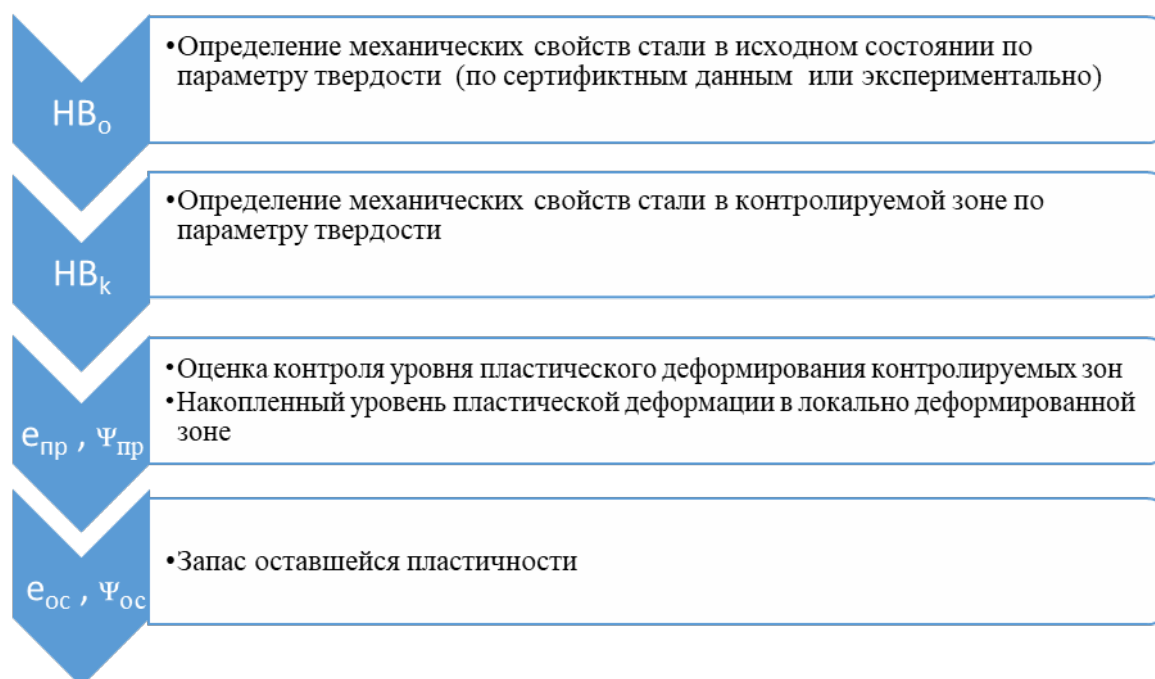 HBo
•Определение механических свойств стали в исходном состоянии по
параметру твердости (по сертификтным данным или экспериментально)
HBk
•Определение механических свойств стали в контролируемой зоне по
параметру твердости
eпр , Ψпр
•Оценка контроля уровня пластического деформирования контролируемых зон
•Накопленный уровень пластической деформации в локально деформированной
зоне
eос , Ψос
•Запас оставшейся пластичности